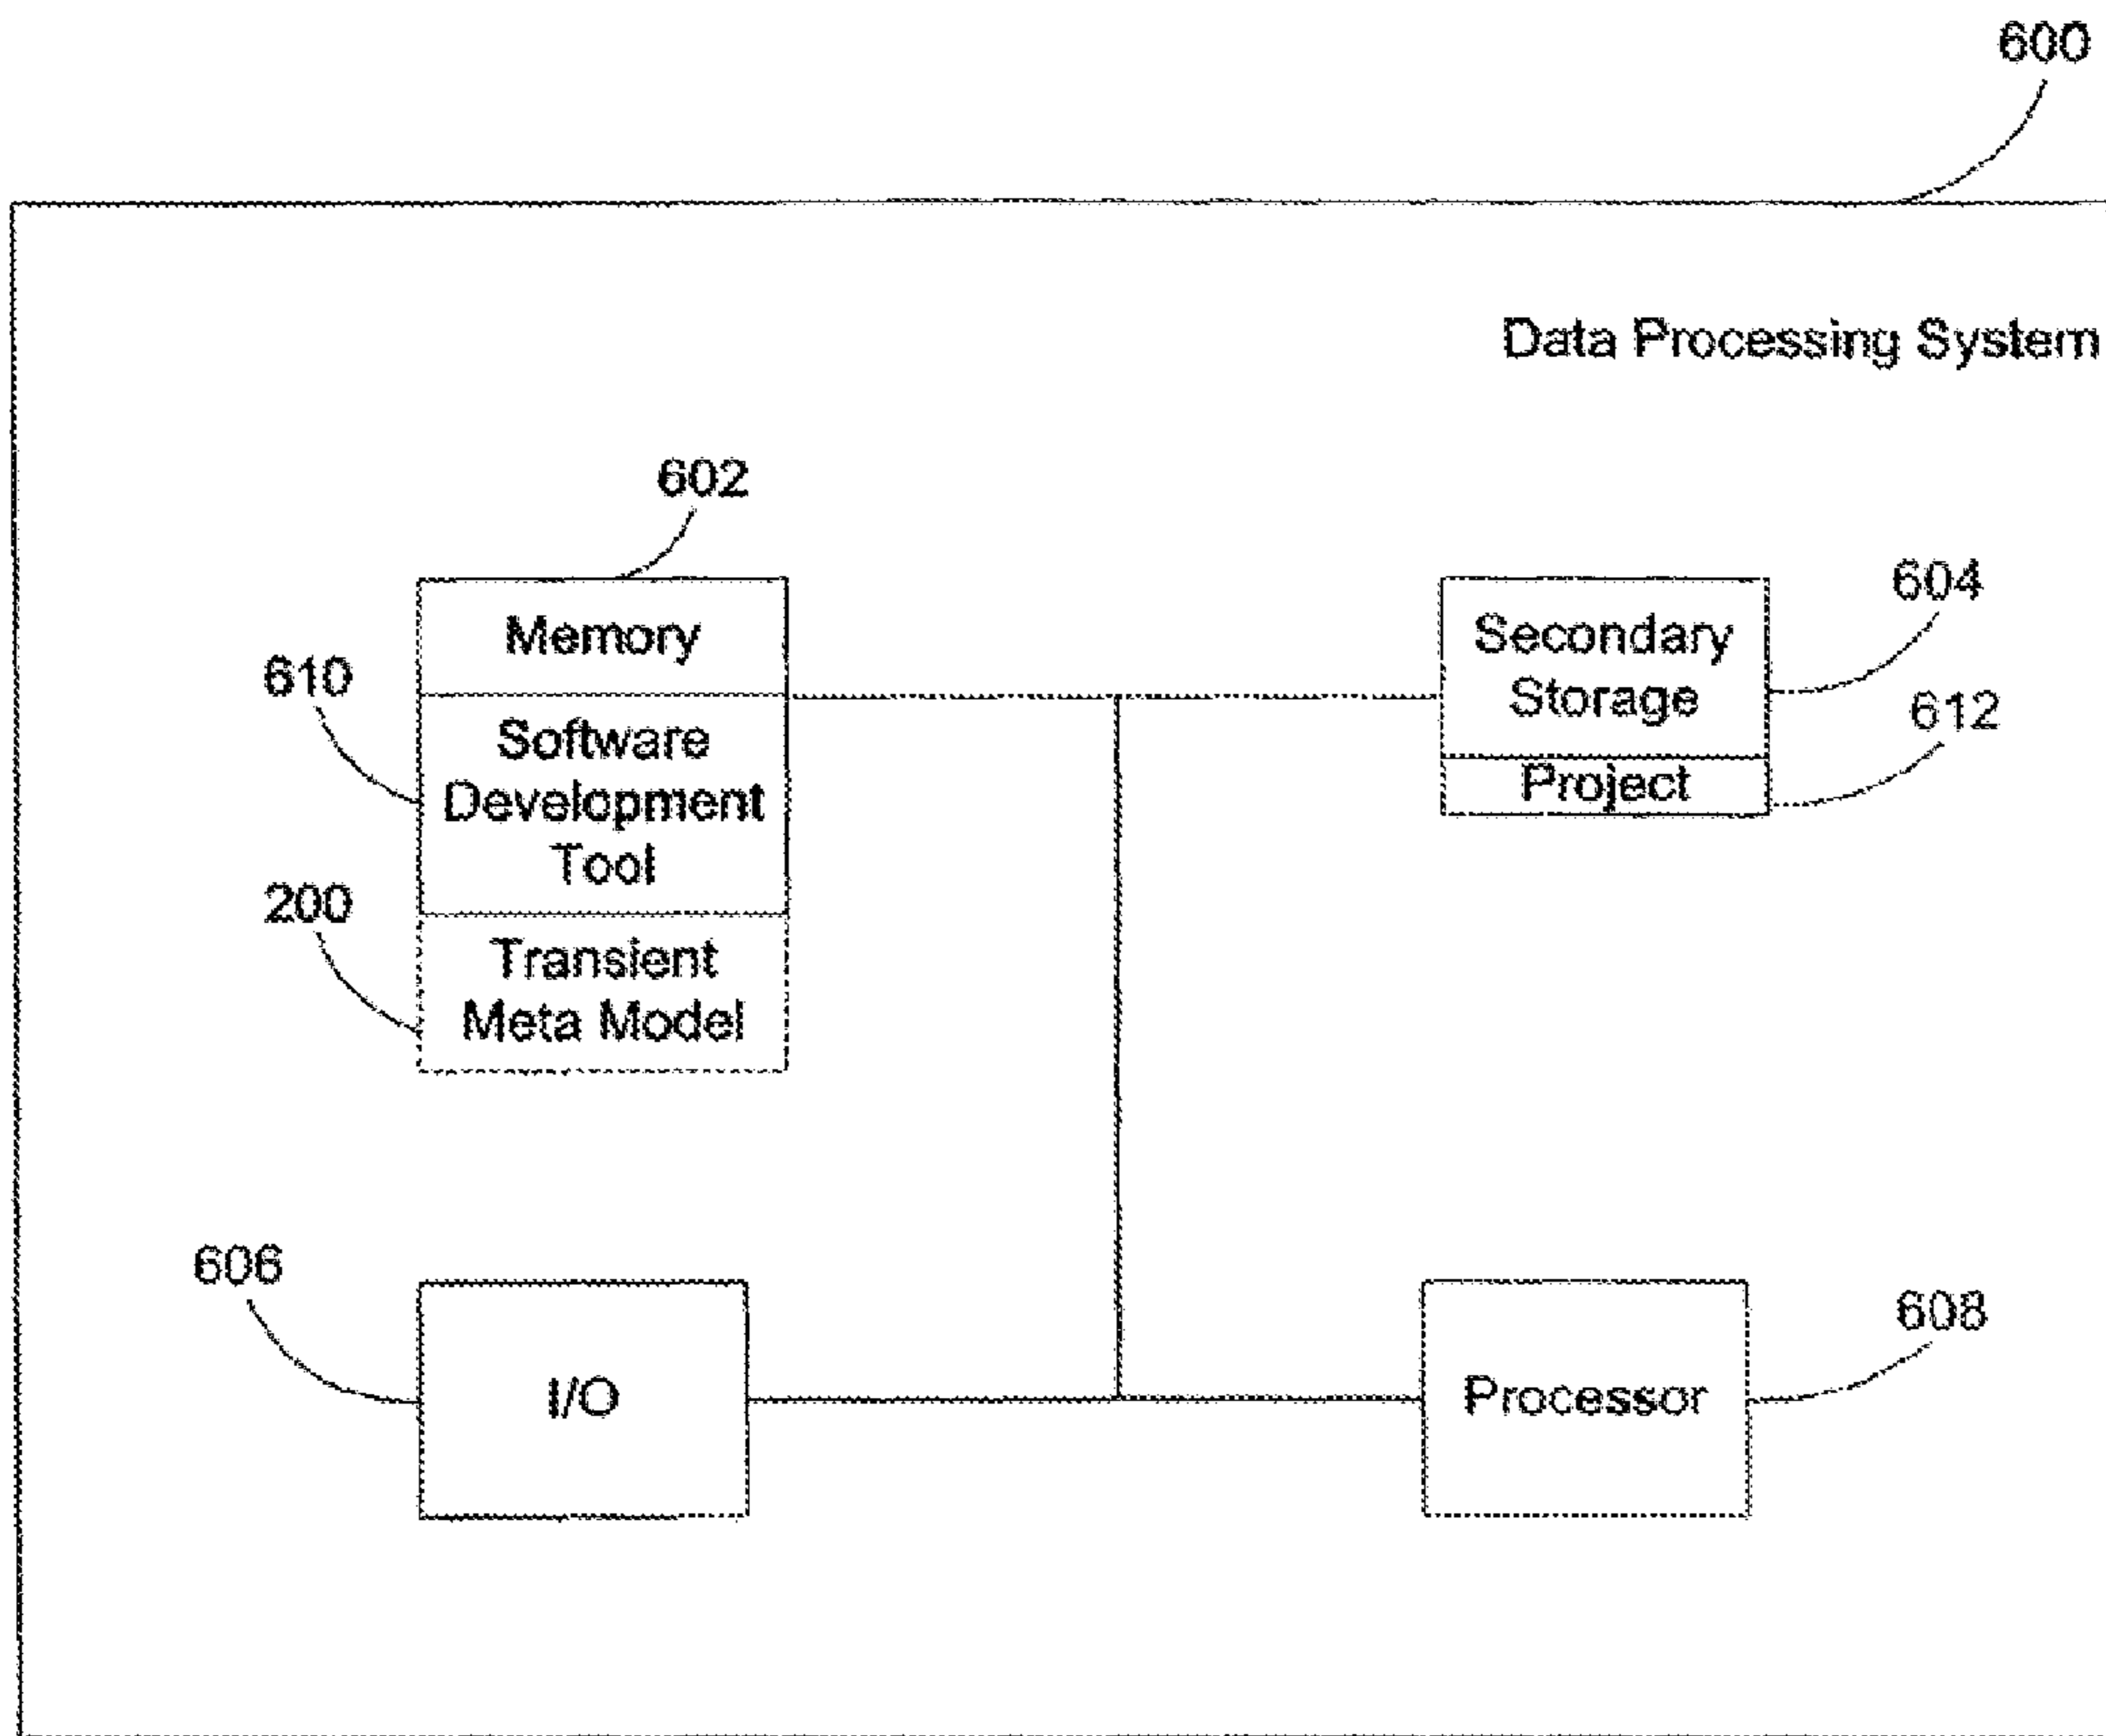 600
Data Processing System
602
Memory
610
Software
Development
Tool
200
Transient
Meta Model
604
Secondary
Storage
612
Project
606
I/O
608
Processor